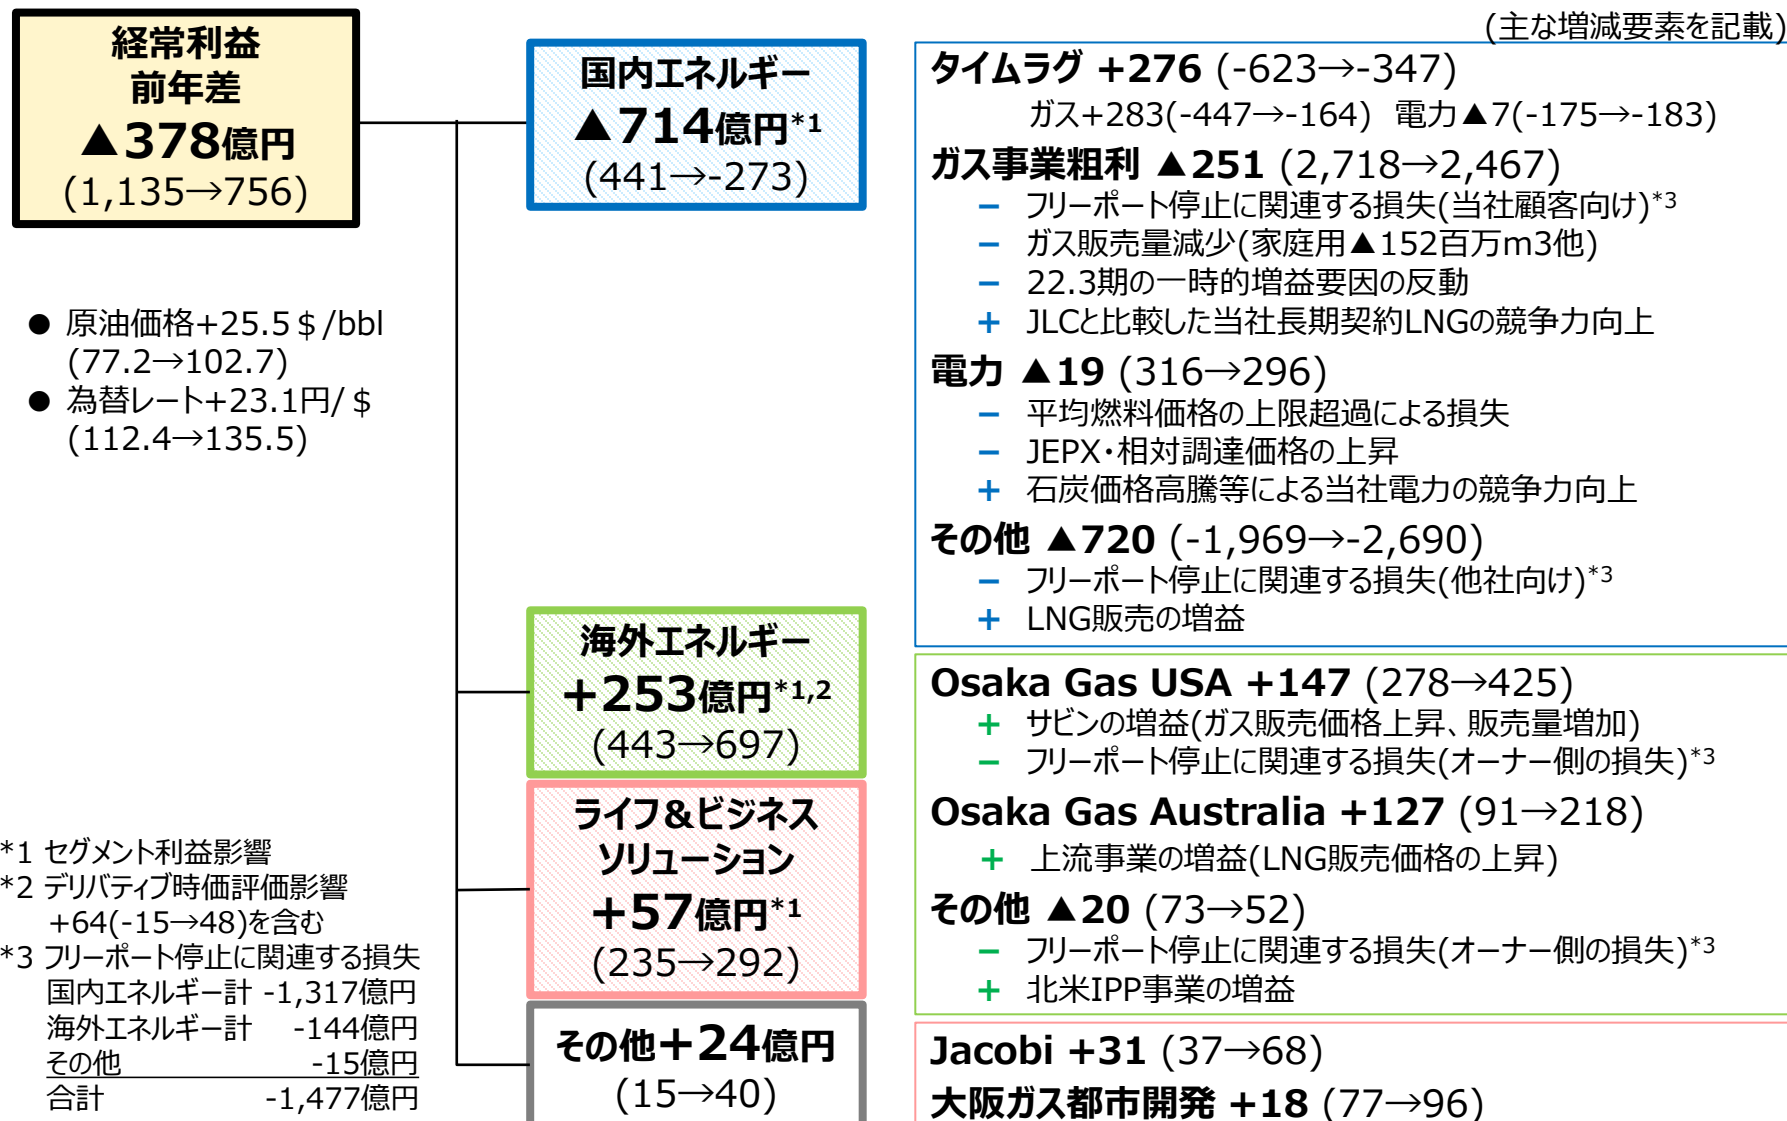 (主な増減要素を記載)
経常利益
前年差
▲378億円
(1,135→756)
● 原油価格+25.5＄/bbl
(77.2→102.7)
● 為替レート+23.1円/＄
(112.4→135.5)
*1 セグメント利益影響
*2 デリバティブ時価評価影響
+64(-15→48)を含む
*3 フリーポート停止に関連する損失
国内エネルギー計 -1,317億円
海外エネルギー計 -144億円
その他 -15億円
合計 -1,477億円
国内エネルギー
▲714億円*1
(441→-273)
タイムラグ +276 (-623→-347)
ガス+283(-447→-164) 電力▲7(-175→-183)
ガス事業粗利 ▲251 (2,718→2,467)
− フリーポート停止に関連する損失(当社顧客向け)*3
− ガス販売量減少(家庭用▲152百万m3他)
− 22.3期の一時的増益要因の反動
+ JLCと比較した当社長期契約LNGの競争力向上
電力 ▲19 (316→296)
− 平均燃料価格の上限超過による損失
− JEPX・相対調達価格の上昇
+ 石炭価格高騰等による当社電力の競争力向上
その他 ▲720 (-1,969→-2,690)
− フリーポート停止に関連する損失(他社向け)*3
+ LNG販売の増益
海外エネルギー
+253億円*1,2
(443→697)
Osaka Gas USA +147 (278→425)
+ サビンの増益(ガス販売価格上昇、販売量増加)
− フリーポート停止に関連する損失(オーナー側の損失)*3
Osaka Gas Australia +127 (91→218)
+ 上流事業の増益(LNG販売価格の上昇)
その他 ▲20 (73→52)
− フリーポート停止に関連する損失(オーナー側の損失)*3
+ 北米IPP事業の増益
ライフ&ビジネス
ソリューション
+57億円*1
(235→292)
Jacobi +31 (37→68)
大阪ガス都市開発 +18 (77→96)
その他+24億円
(15→40)